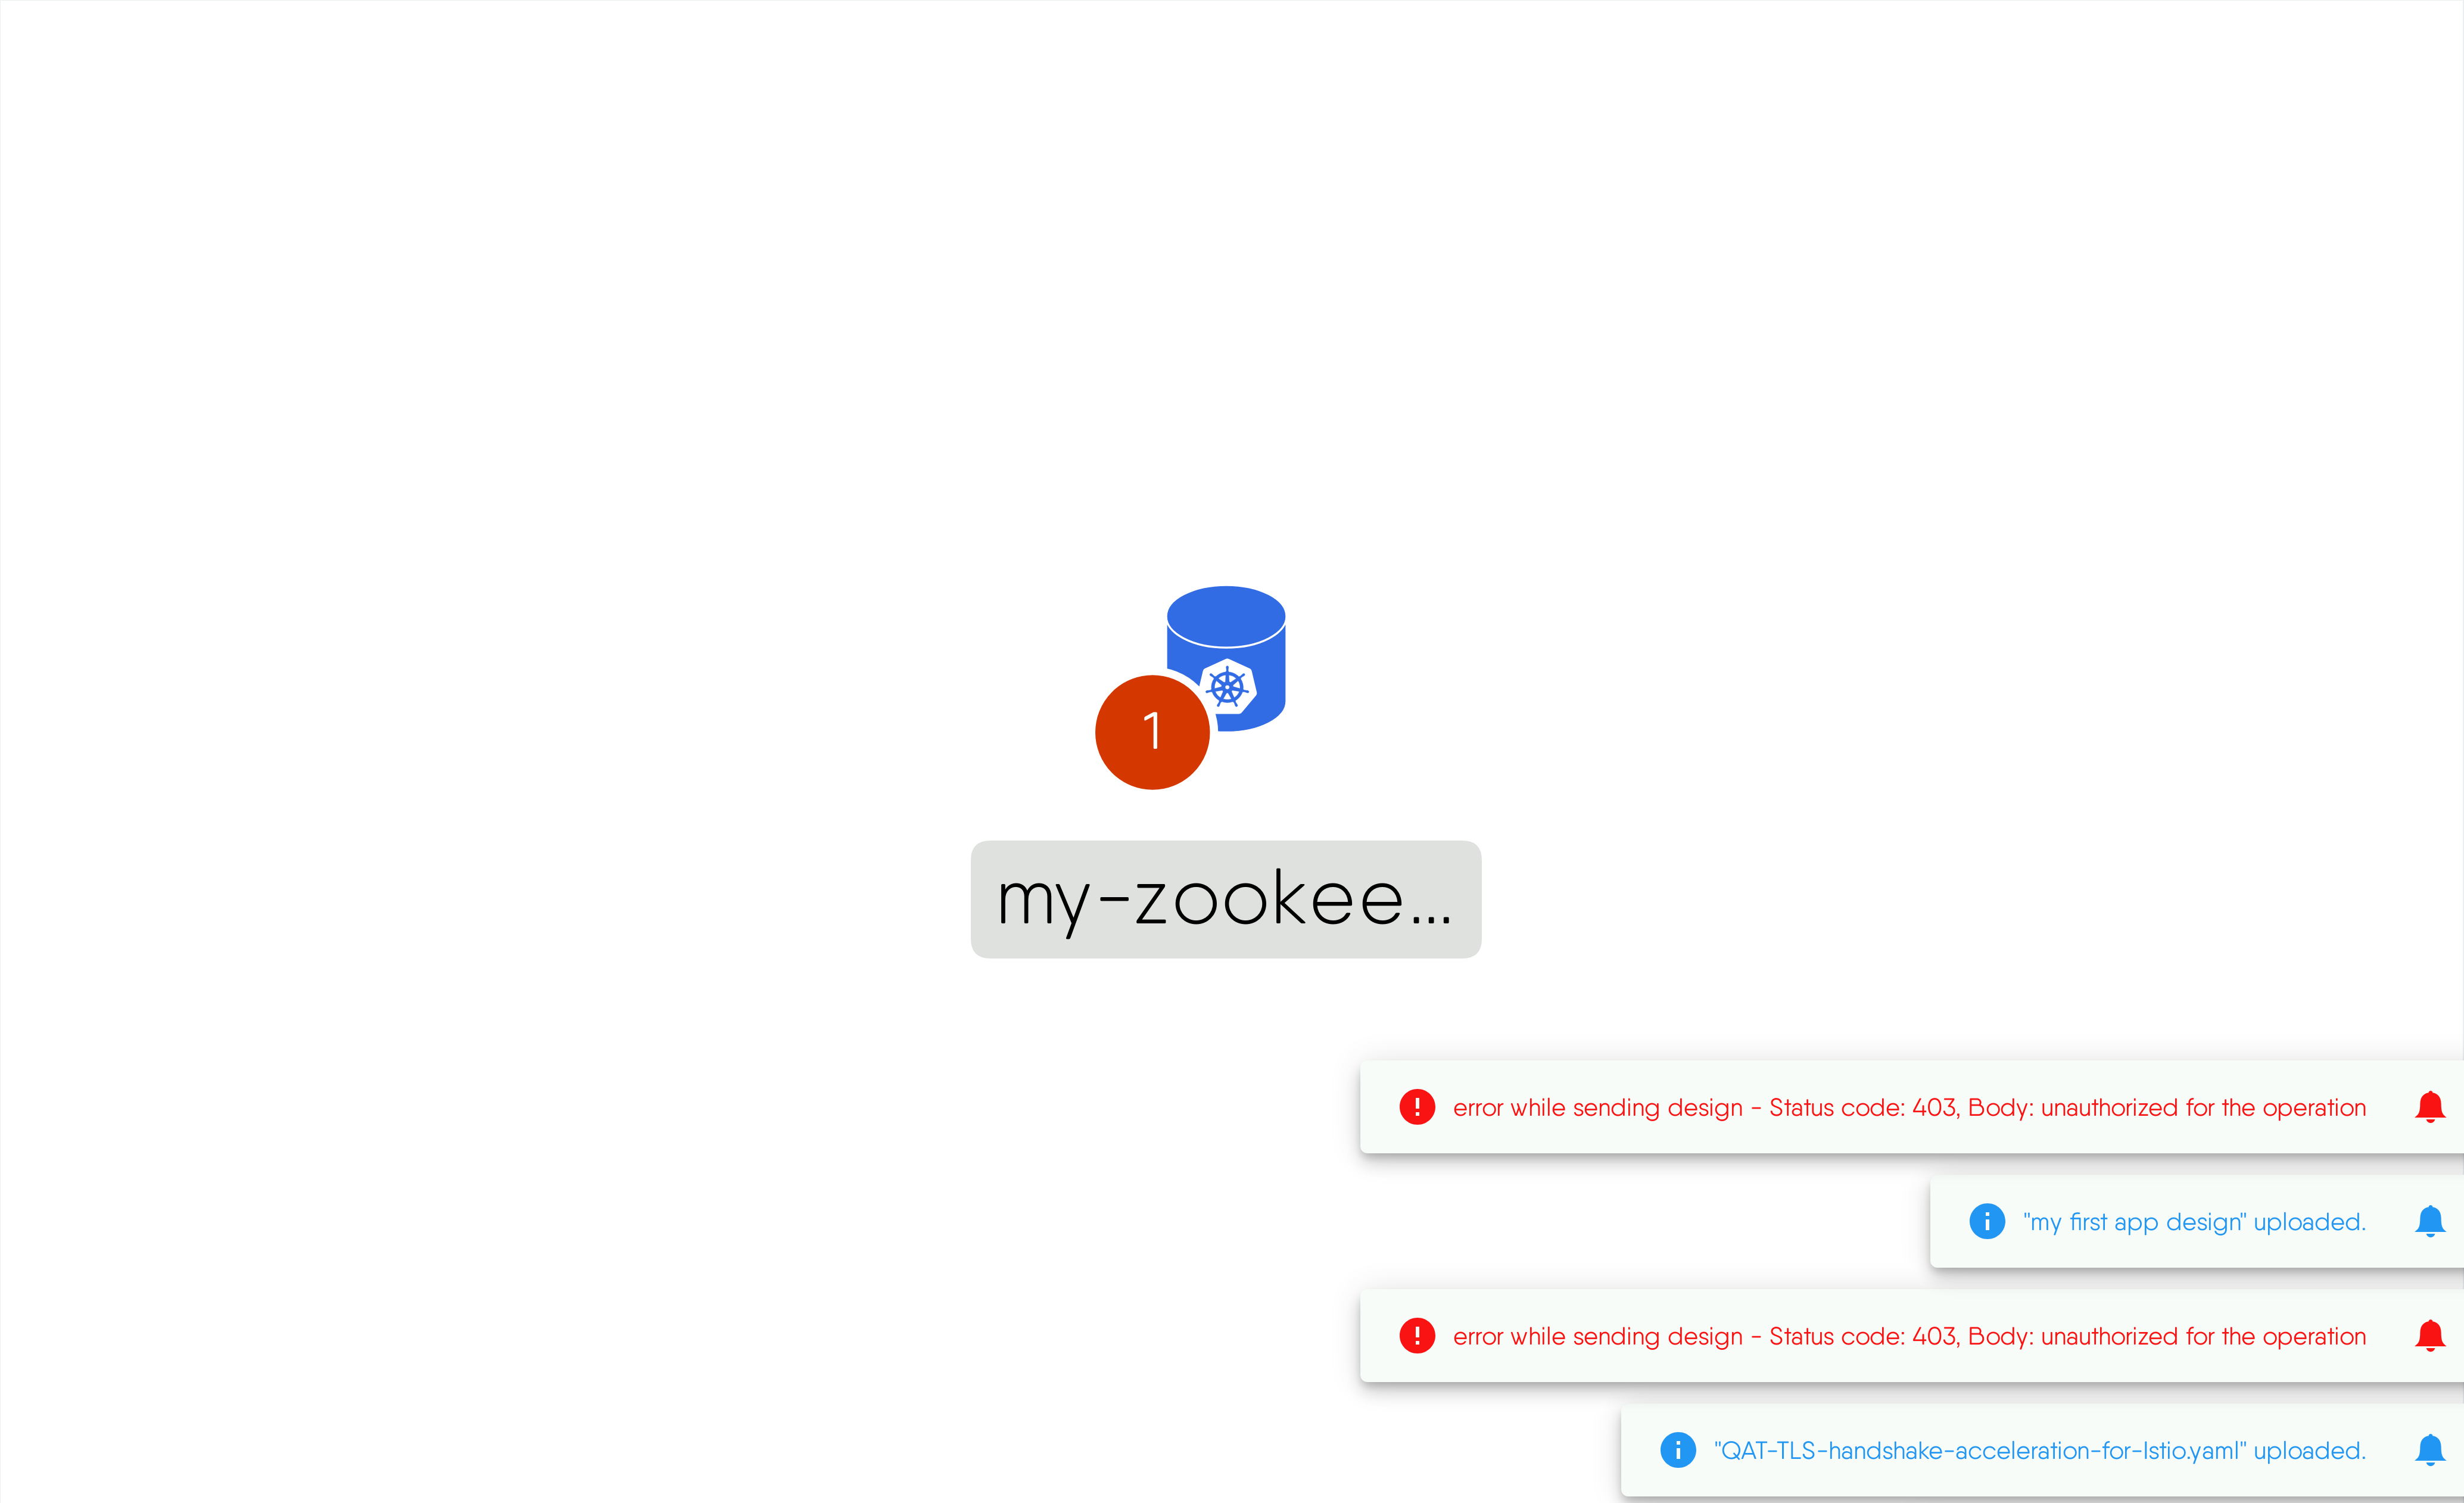 1
my-zookee...
error while sending design - Status code: 403, Body: unauthorized for the operation
"my first app design" uploaded.
error while sending design - Status code: 403, Body: unauthorized for the operation
"QAT-TLS-handshake-acceleration-for-Istio.yaml" uploaded.